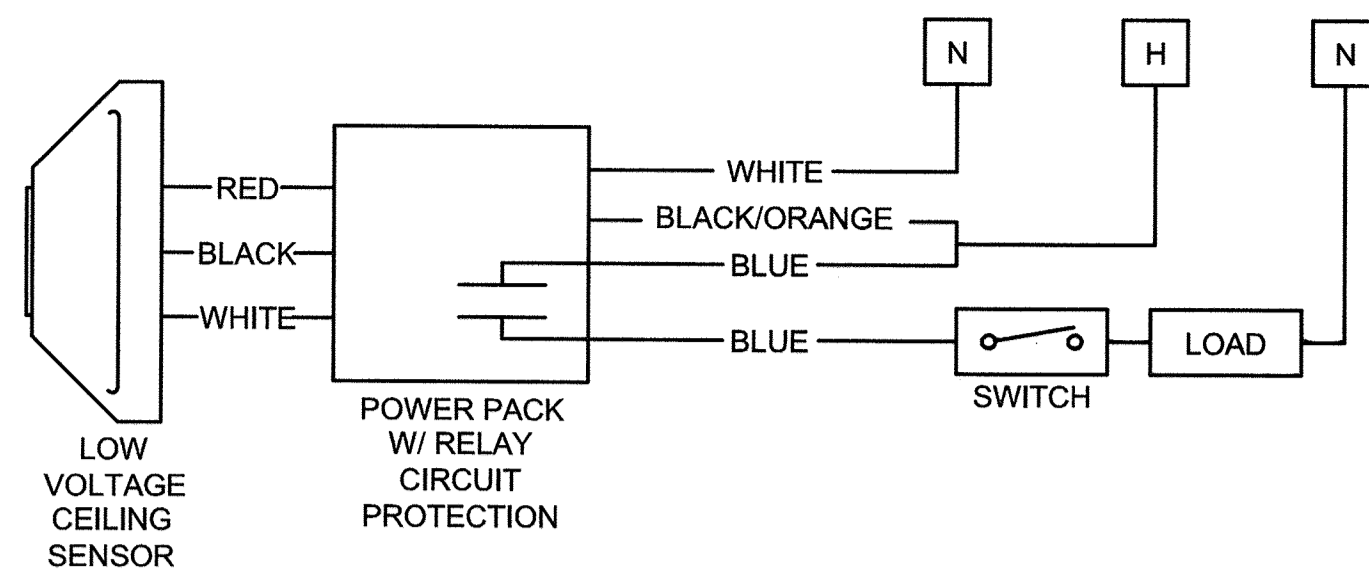 N
H
N
RED
BLACK
WHITE
WHITE
BLACK/ORANGE
BLUE
BLUE
LOAD
SWITCH
POWER PACK
W/ RELAY
CIRCUIT
PROTECTION
LOW
VOLTAGE
CEILING
SENSOR